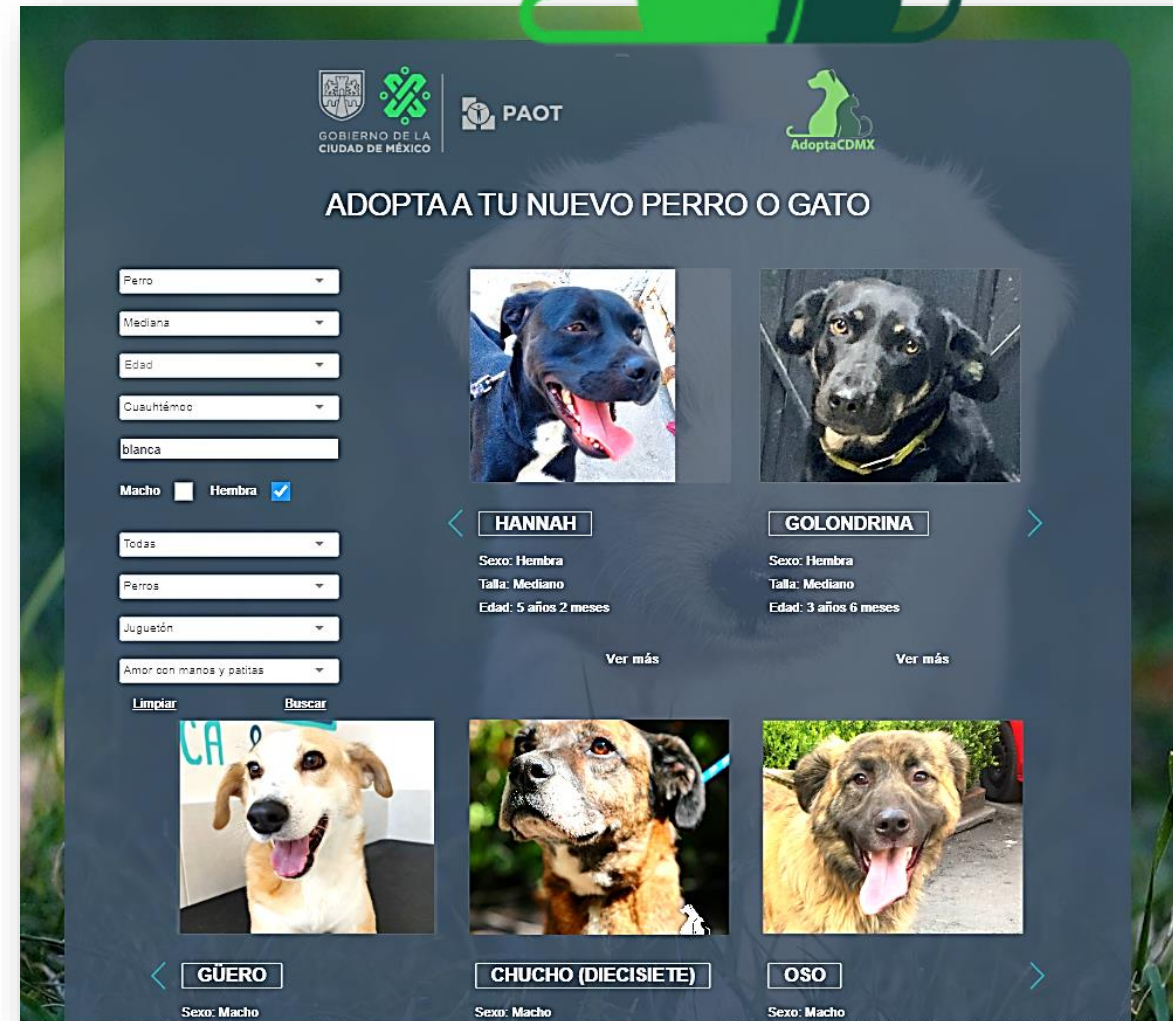 GOBIERNO DE LA
CIUDAD DE MÉXICO
PAOT
AdoptaCDMX
ADOPTA A TU NUEVO PERRO O GATO
Perro
Mediana
Edad
Cuauhtémoc
blanca
Macho Hembra
Todas
Perros
Juguetón
Amor con manos y patitas
Limpiar Buscar
HANNAH
Sexo: Hembra
Talla: Mediano
Edad: 5 años 2 meses
Ver más
GOLONDRINA
Sexo: Hembra
Talla: Mediano
Edad: 3 años 6 meses
Ver más
CA
GÜERO
Sexo: Macho
CHUCHO (DIECISIETE)
Sexo: Macho
OSO
Sexo: Macho